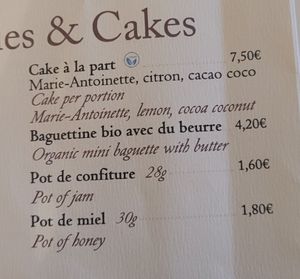 es & Cakes
Cake à la part 7,50€
Marie-Antoinette, citron, cacao coco
Cake per portion
Marie-Antoinette, lemon, cocoa coconut
Baguettine bio avec du beurre 4,20€
Organic mini baguette with butter
Pot de confiture 28g 1,60€
Pot of jam
Pot de miel 30g 1,80€
Pot of honey